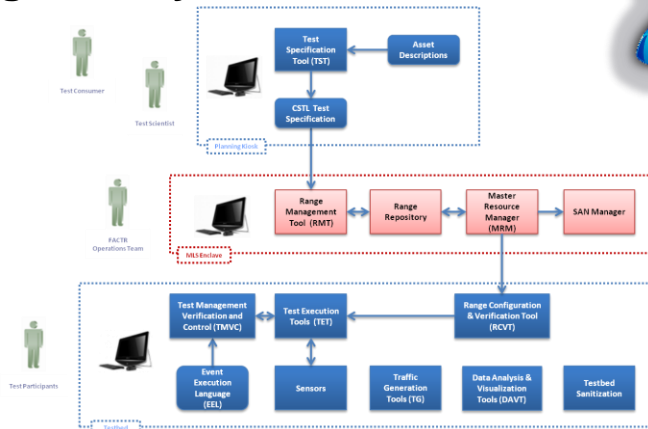 Test
Specification
Tool (TST)
Asset
Descriptions
CSTL Test
Specification
Planning Kiosk
Test Consumer
Test Scientist
Range
Management
Tool (RMT)
Range
Repository
Master
Resource
Manager
(MRM)
SAN Manager
MLS Enclave
FACTR
Operations Team
Test Management
Verification and
Control (TMVC)
Test Execution
Tools (TET)
Range Configuration
& Verification Tool
(RCVT)
Event
Execution
Language
(EEL)
Sensors
Traffic
Generation
Tools (TG)
Data Analysis &
Visualization
Tools (DAVT)
Testbed
Sanitization
Test Participants
Testbed